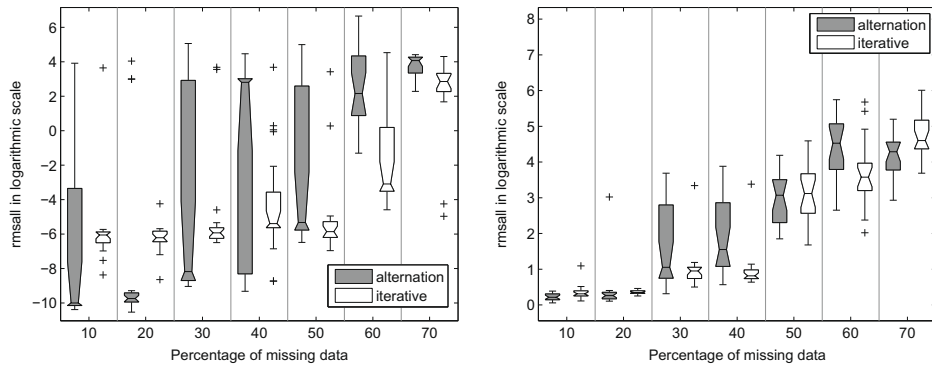 rmsall in logarithmic scale
6
4
2
0
−2
−4
−6
−8
−10
10 20 30 40 50 60 70
Percentage of missing data
alternation
iterative
rmsall in logarithmic scale
8
7
6
5
4
3
2
1
0
10 20 30 40 50 60 70
Percentage of missing data
alternation
iterative